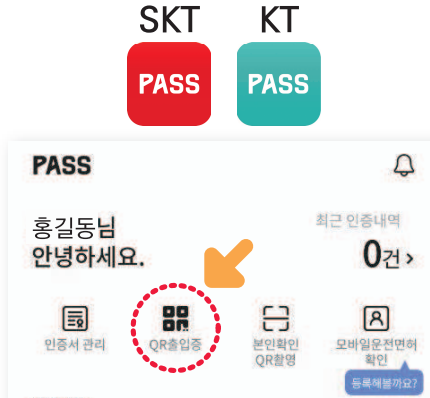 SKT KT
PASS PASS
PASS
홍길동님
안녕하세요.
최근 인증내역
0건 >
인증서 관리
QR출입증
본인확인
QR촬영
모바일운전면허
확인
등록해볼까요?